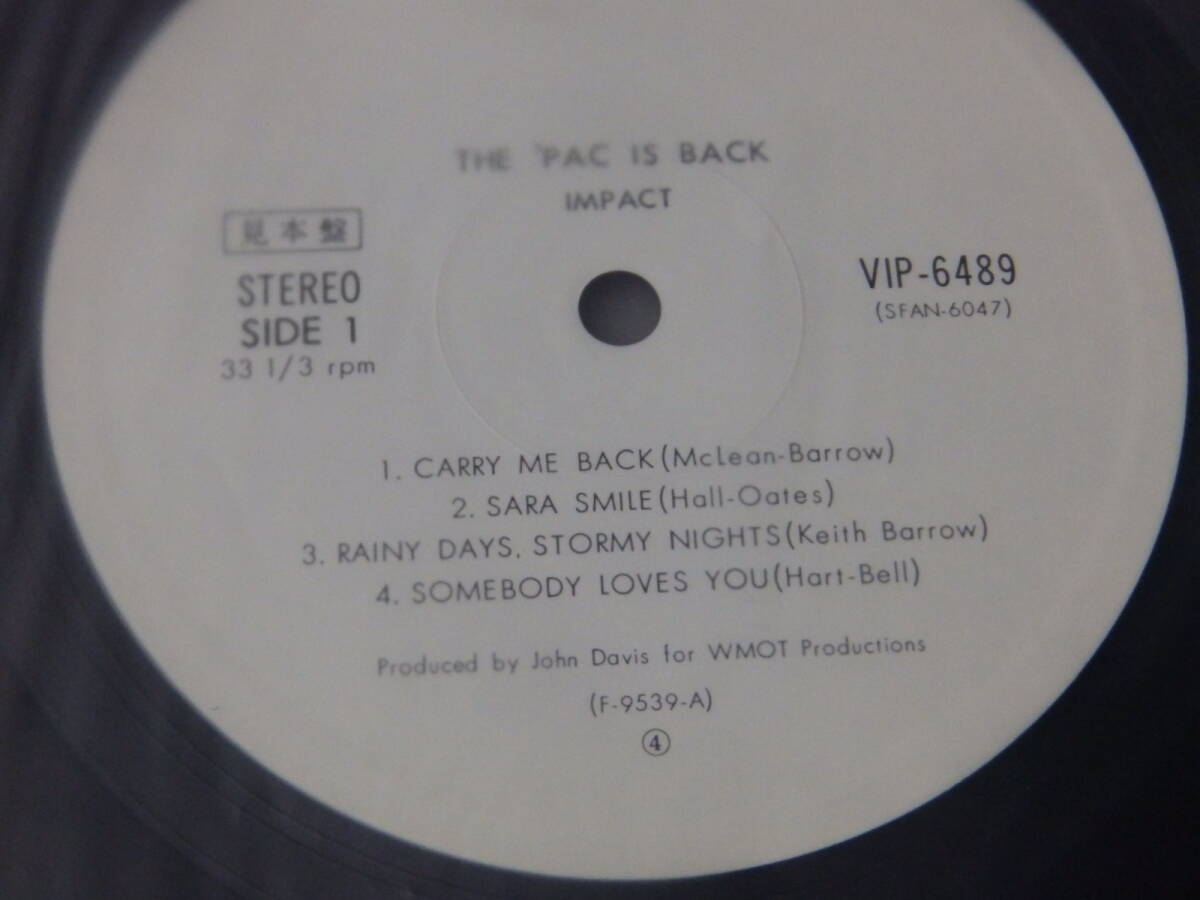 THE 'PAC IS BACK
IMPACT
見本盤
STEREO
SIDE 1
33 1/3 rpm
VIP-6489
(SFAN-6047)
1. CARRY ME BACK(McLean-Barrow)
2. SARA SMILE(Hall-Oates)
3. RAINY DAYS, STORMY NIGHTS(Keith Barrow)
4. SOMEBODY LOVES YOU(Hart-Bell)
Produced by John Davis for WMOT Productions
(F-9539-A)
④